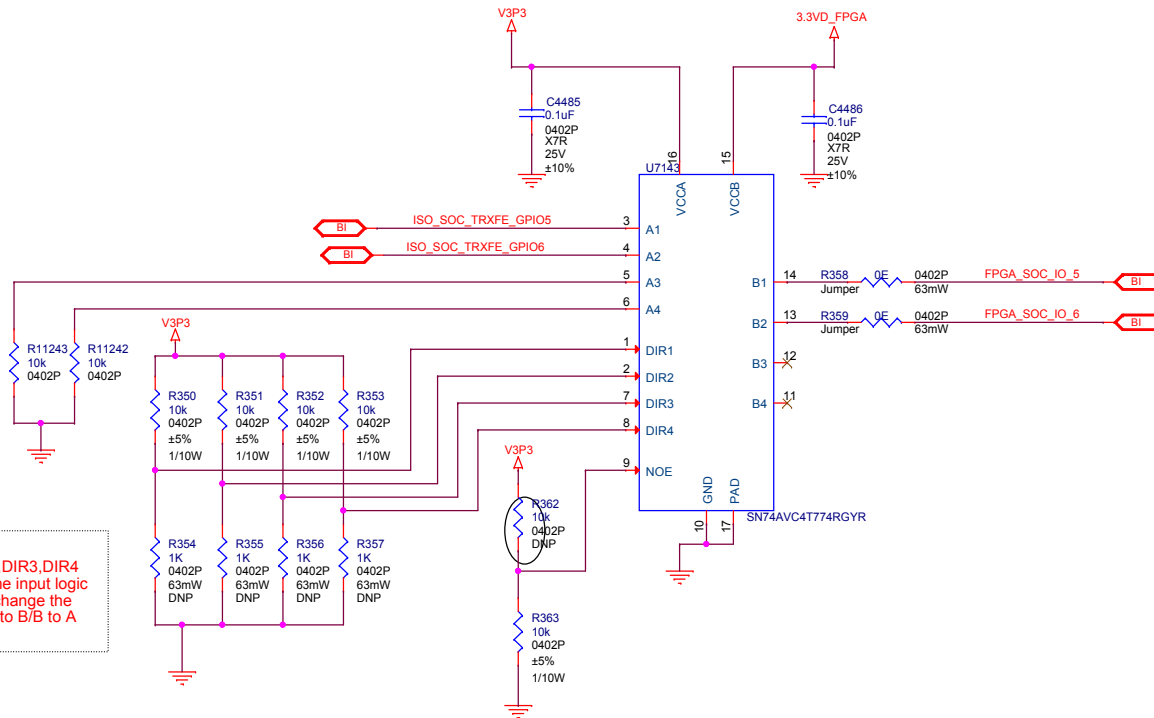 V3P3
3.3VD_FPGA
C4485
0.1uF
0402P
X7R
25V
±10%
C4486
0.1uF
0402P
X7R
25V
±10%
16
15
U7143
VCCA
VCCB
ISO_SOC_TRXFE_GPIO5
BI
3
A1
ISO_SOC_TRXFE_GPIO6
BI
4
A2
5
A3
6
A4
B1
14
R358
Jumper
0E
0402P
63mW
FPGA_SOC_IO_5
BI
B2
13
R359
Jumper
0E
0402P
63mW
FPGA_SOC_IO_6
BI
B3
12
B4
11
1
DIR1
2
DIR2
7
DIR3
8
DIR4
9
NOE
GND
PAD
10
17
SN74AVC4T774RGYR
R11243
10k
0402P
R11242
10k
0402P
V3P3
R350
10k
0402P
±5%
1/10W
R351
10k
0402P
±5%
1/10W
R352
10k
0402P
±5%
1/10W
R353
10k
0402P
±5%
1/10W
R354
1K
0402P
63mW
DNP
R355
1K
0402P
63mW
DNP
R356
1K
0402P
63mW
DNP
R357
1K
0402P
63mW
DNP
V3P3
R362
10k
0402P
DNP
R363
10k
0402P
±5%
1/10W
,DIR3,DIR4
input logic
change the
to B/B to A